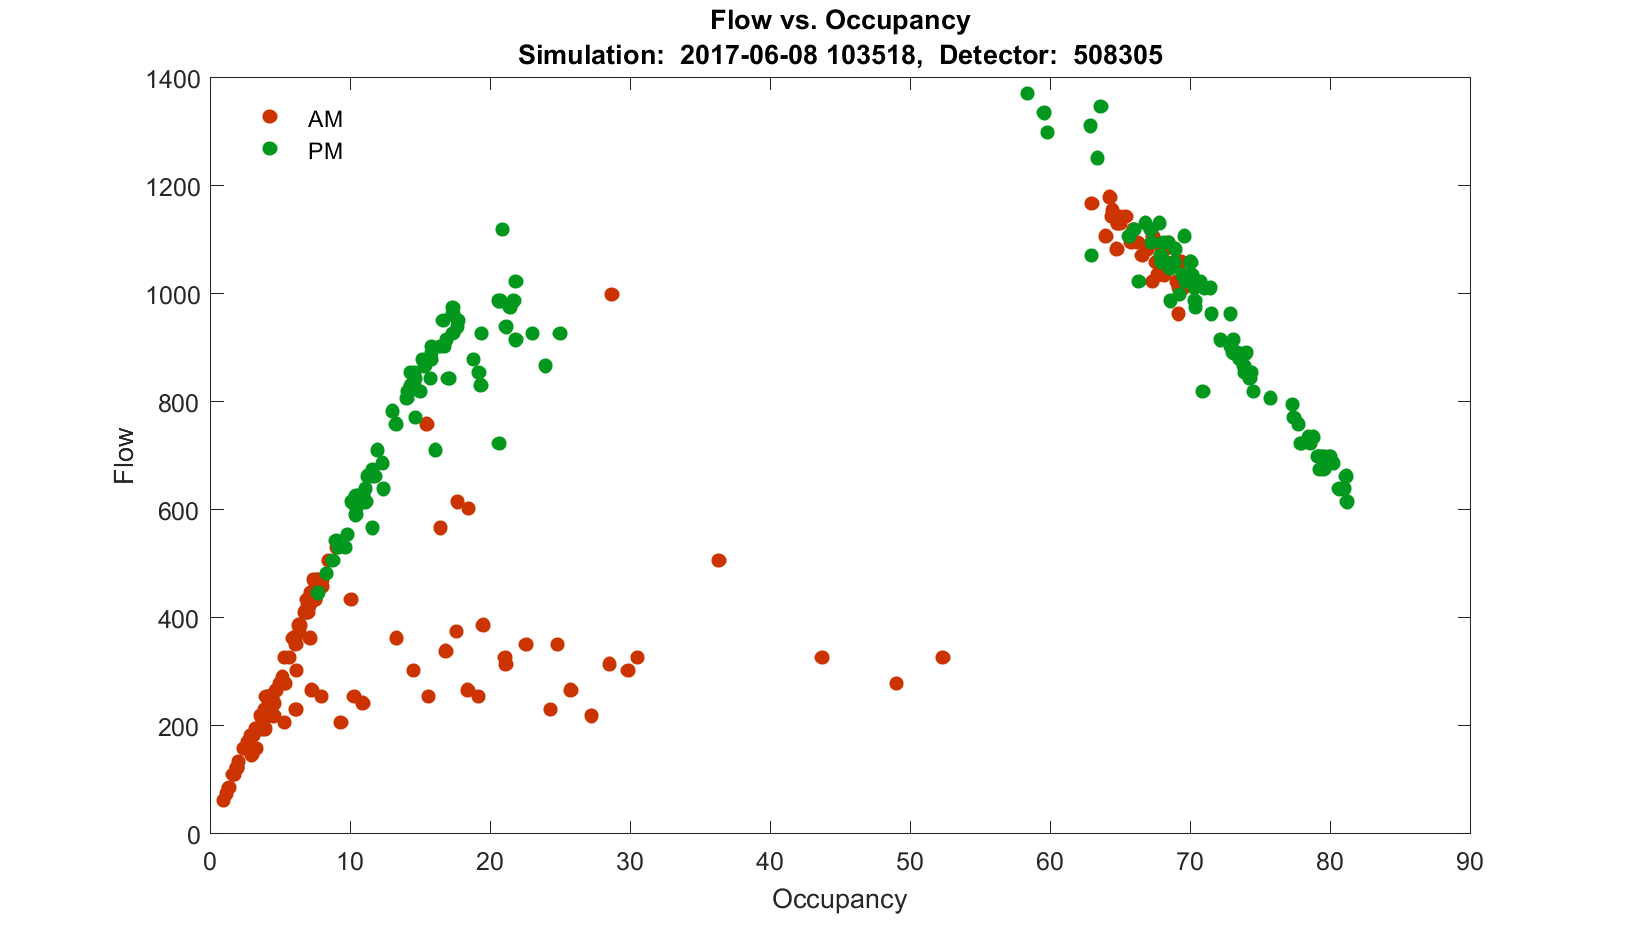 Flow vs. Occupancy
Simulation:  2017-06-08 103518,  Detector:  508305
1400
1200
1000
800
600
400
200
0
Flow
AM
PM
0 10 20 30 40 50 60 70 80 90
Occupancy